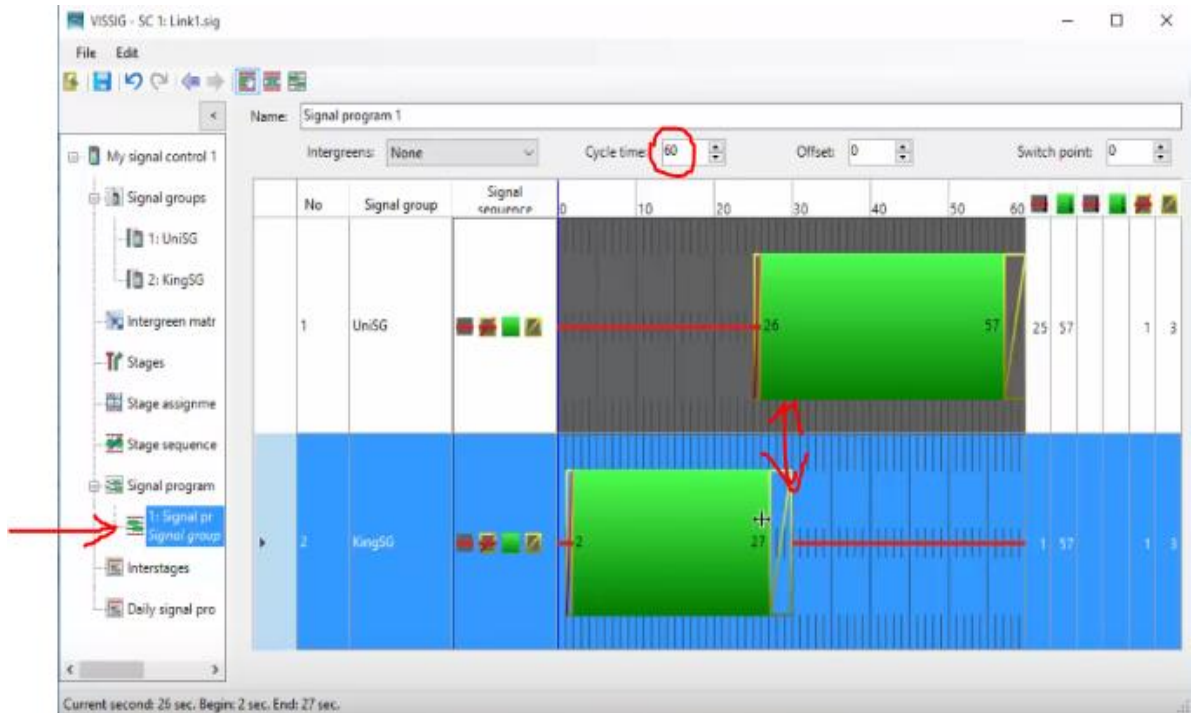 VISSIG - SC 1: Link1.sig
File Edit
Name: Signal program 1
Intergreens: None Cycle time: 60 Offset: 0 Switch point: 0
My signal control 1
Signal groups
1: UniSG
2: KingSG
Intergreen matr
Stages
Stage assignme
Stage sequence
Signal program
1: Signal pr
Signal group
Interstages
Daily signal pro
No Signal group Signal sequence 0 10 20 30 40 50 60
1 UniSG 26 57 25 57 1 3
2 KingSG 2 27 1 57 1 3
Current second: 26 sec. Begin: 2 sec. End: 27 sec.